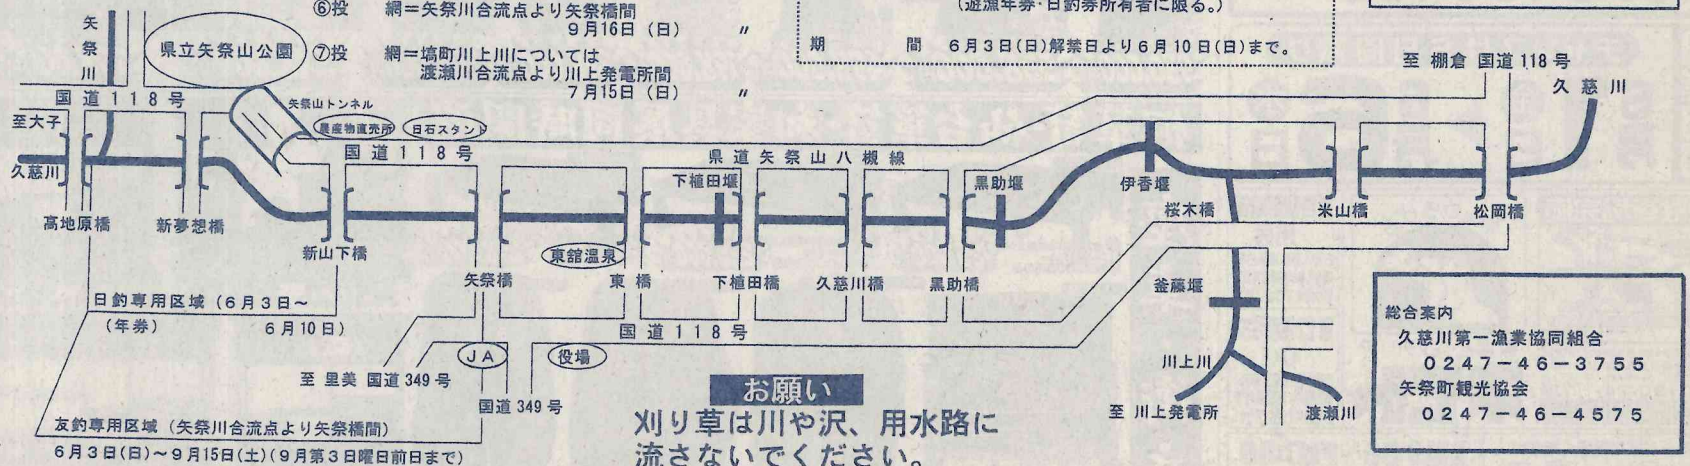 ⑥投　網＝矢祭川合流点より矢祭橋間
9月16日（日）　〃
⑦投　網＝塙町川上川については
渡瀬川合流点より川上発電所間
7月15日（日）　〃
(遊漁年券・日釣券所有者に限る。)
期　間　6月3日(日)解禁日より6月10日(日)まで。
矢祭川
県立矢祭山公園
国道118号
至大子
矢祭山トンネル
農産物直売所
日石スタンド
国道118号
県道矢祭山八槻線
至 棚倉 国道118号
久慈川
久慈川
高地原橋
新夢想橋
新山下橋
矢祭橋
東舘温泉
東橋
下植田堰
下植田橋
久慈川橋
黒助橋
黒助堰
伊香堰
桜木橋
米山橋
松岡橋
釜藤堰
川上川
至 川上発電所
渡瀬川
日釣専用区域（6月3日～
（年券）　6月10日）
国道118号
JA
役場
至 里美 国道349号
国道349号
友釣専用区域（矢祭川合流点より矢祭橋間）
6月3日(日)～9月15日(土)(9月第3日曜日前日まで)
お願い
刈り草は川や沢、用水路に
流さないでください。
総合案内
久慈川第一漁業協同組合
0247-46-3755
矢祭町観光協会
0247-46-4575